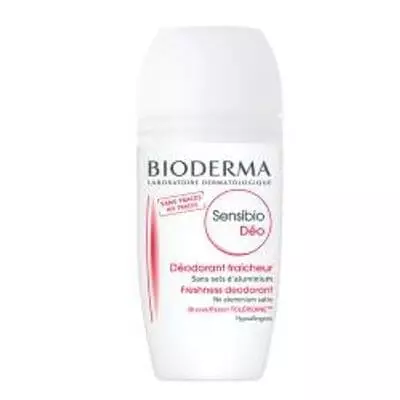 BIODERMA
LABORATOIRE DERMATOLOGIQUE
SANS TRACES
NO TRACES
Sensibio
Déo
Déodorant fraîcheur
Sans sels d'aluminium
Freshness deodorant
No aluminium salts
Hypoallergenic